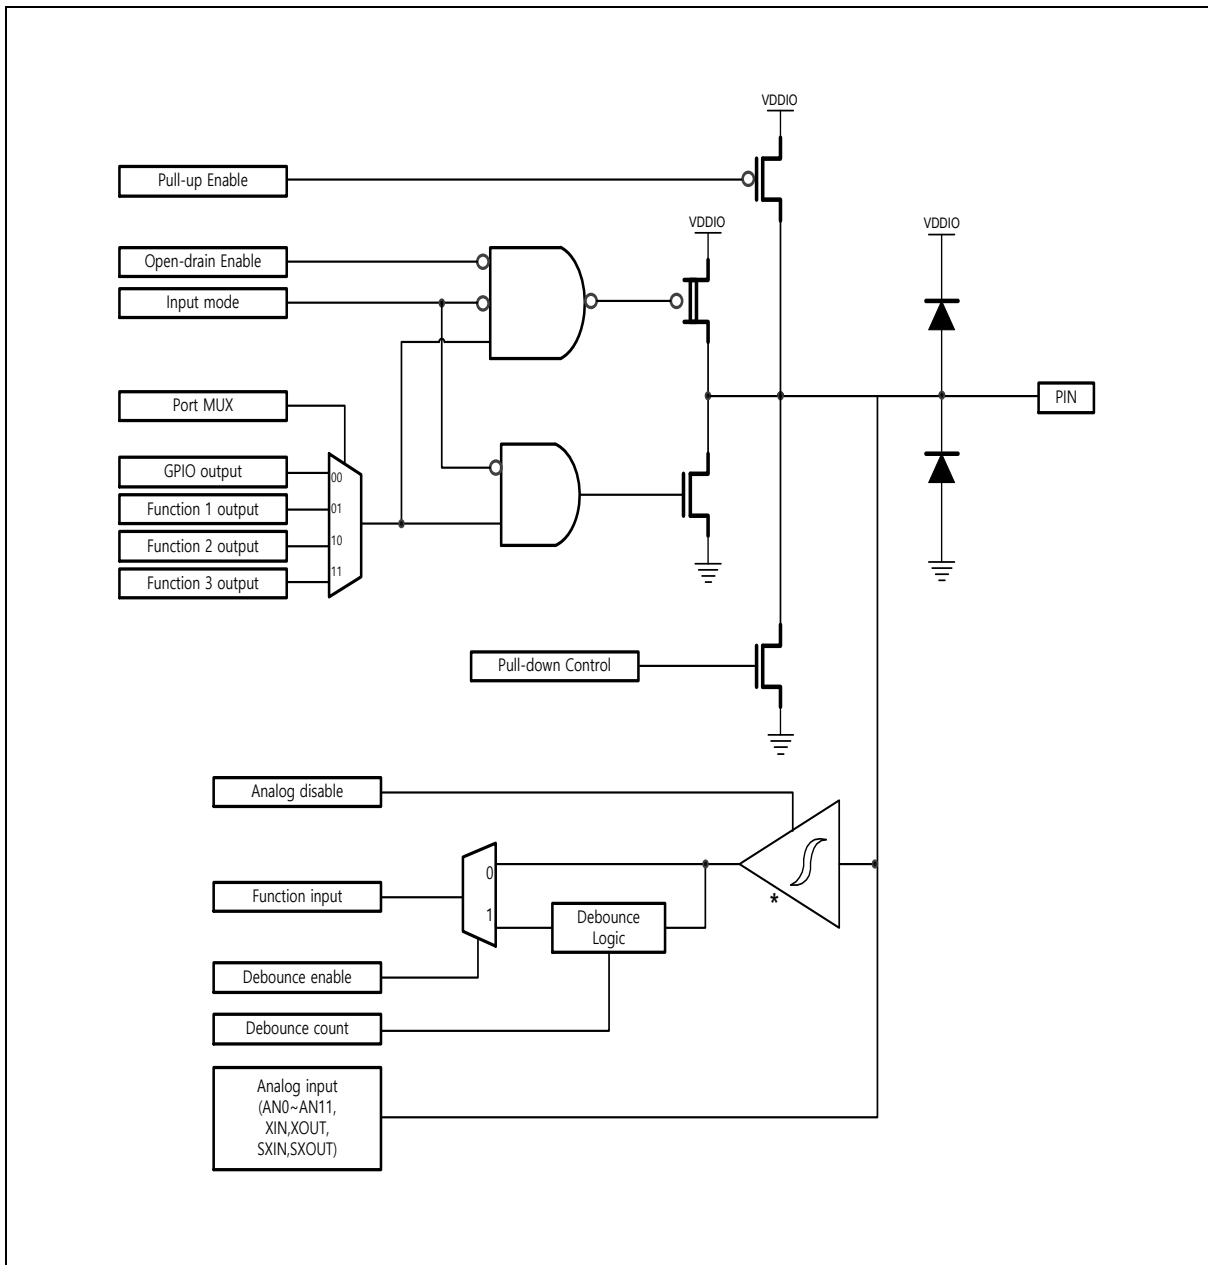 VDDIO
Pull-up Enable
VDDIO
VDDIO
Open-drain Enable
Input mode
Port MUX
PIN
GPIO output
00
Function 1 output
01
Function 2 output
10
Function 3 output
11
Pull-down Control
Analog disable
0
Function input
*
1
Debounce
Logic
Debounce enable
Debounce count
Analog input
(AN0~AN11,
XIN,XOUT,
SXIN,SXOUT)